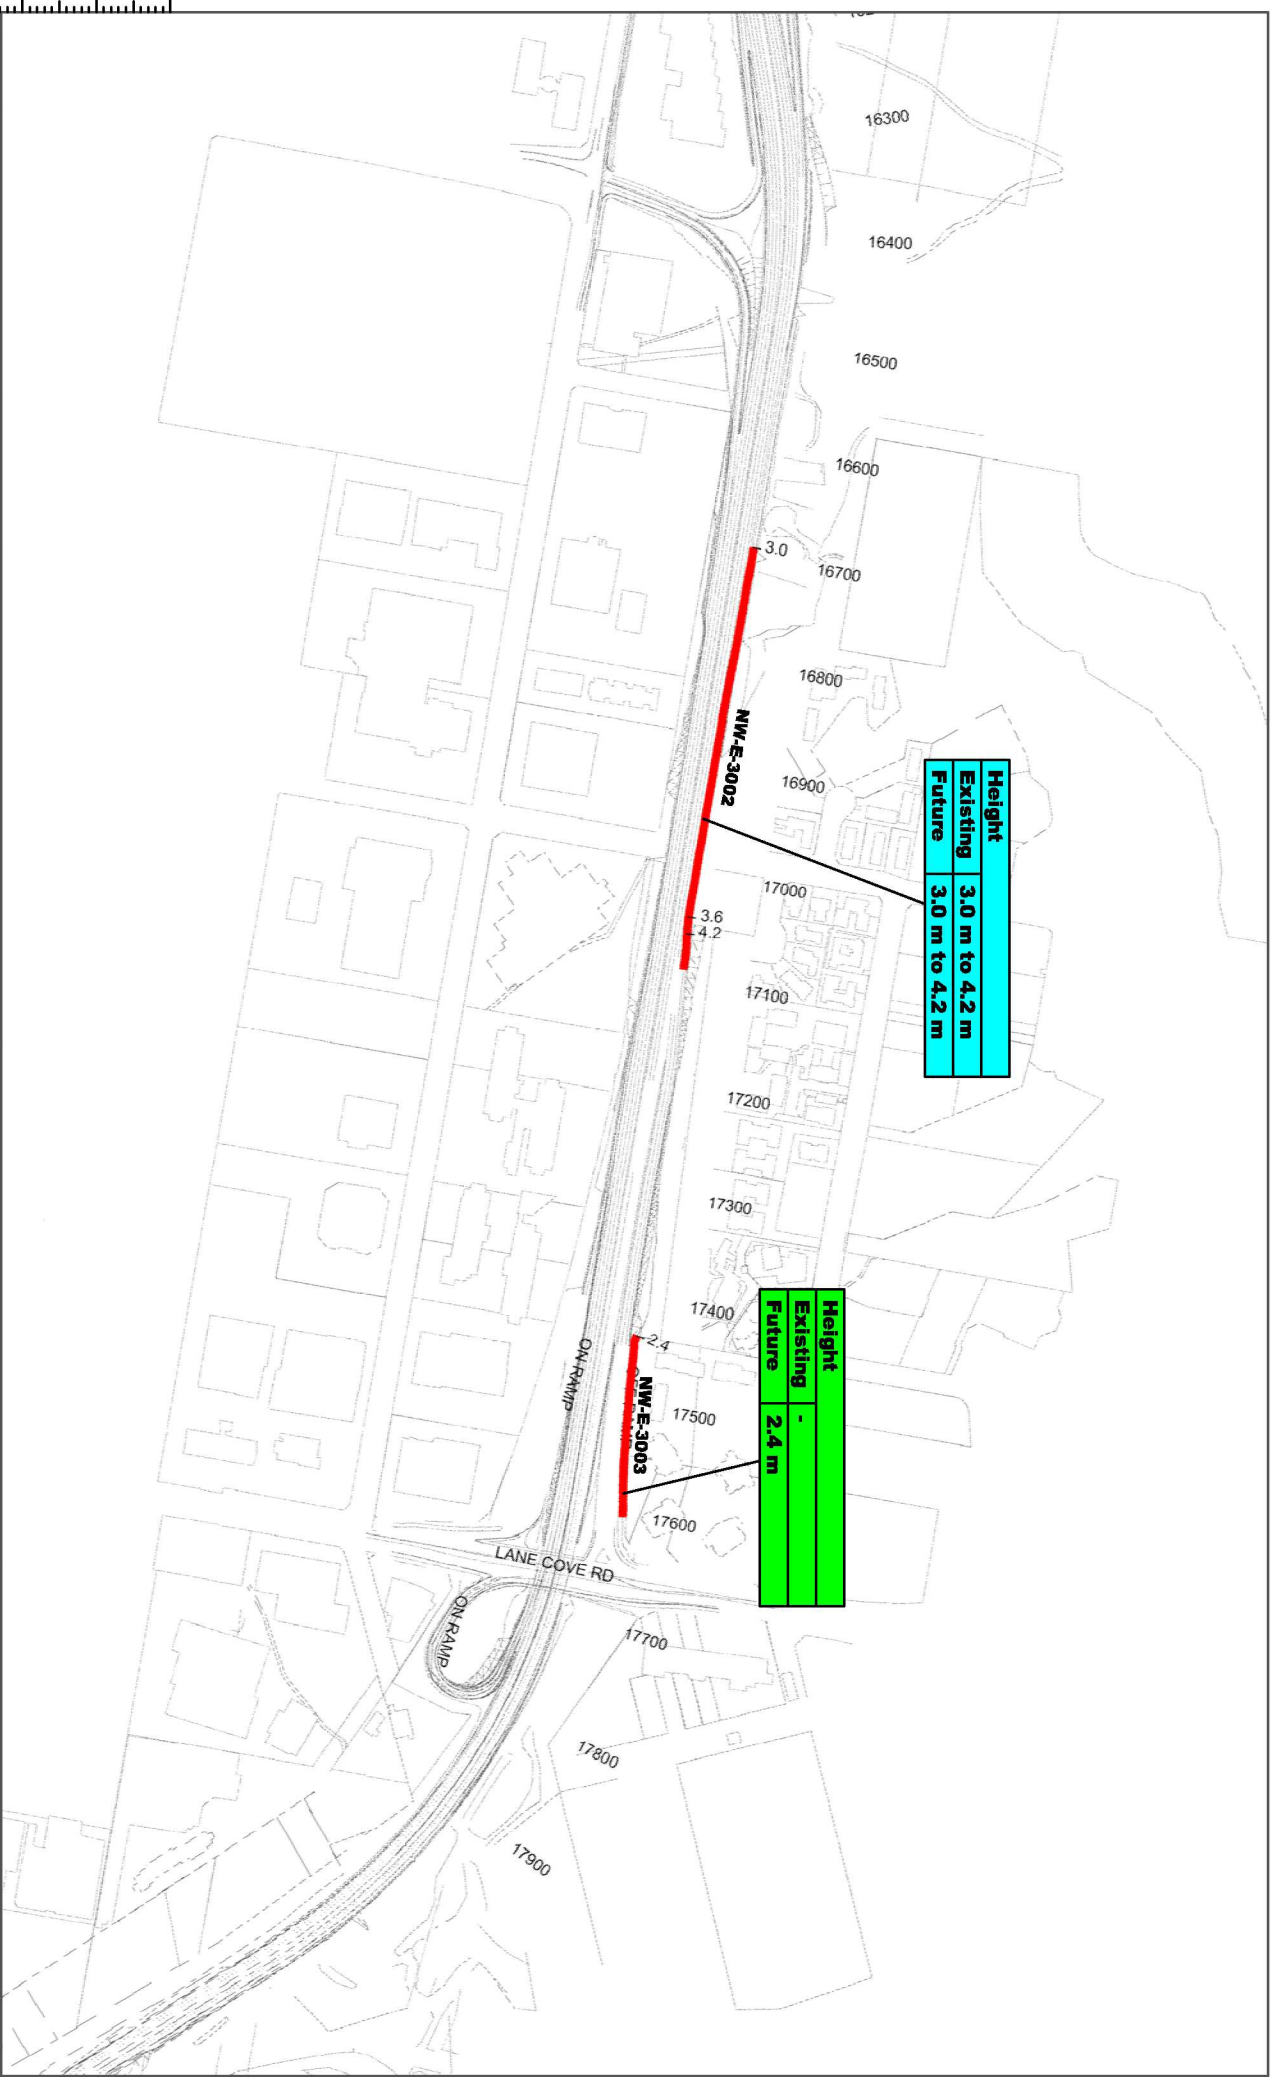 16300
16400
16500
16600
3.0
16700
16800
NW-E-3002
16900
Height
Existing 3.0 m to 4.2 m
Future 3.0 m to 4.2 m
17000
3.6
4.2
17100
17200
17300
17400
Height
Existing -
Future 2.4 m
2.4
ON RAMP
NW-E-3003
17500
17600
LANE COVE RD
ON RAMP
17700
17800
17900